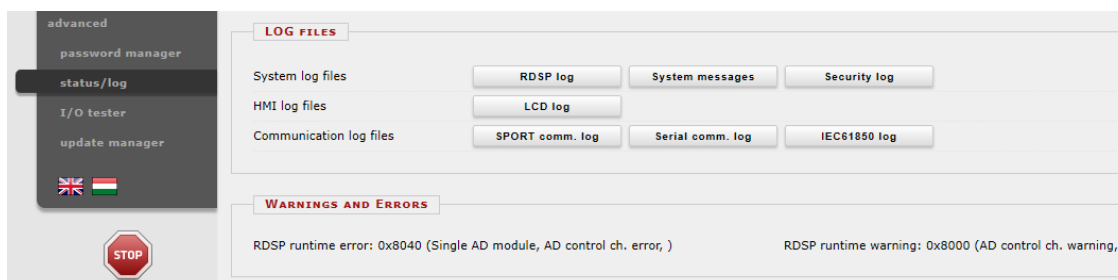 advanced
password manager
status/log
I/O tester
update manager
STOP
LOG FILES
System log files RDSP log System messages Security log
HMI log files LCD log
Communication log files SPORT comm. log Serial comm. log IEC61850 log
WARNINGS AND ERRORS
RDSP runtime error: 0x8040 (Single AD module, AD control ch. error, ) RDSP runtime warning: 0x8000 (AD control ch. warning,